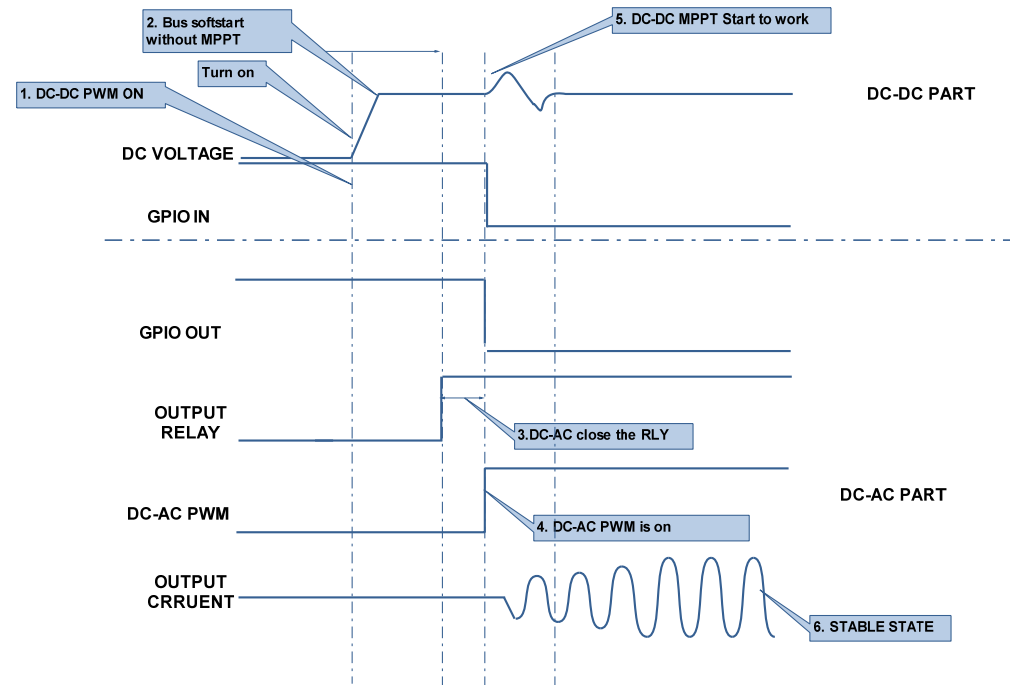 2. Bus softstart
without MPPT
5. DC-DC MPPT Start to work
Turn on
1. DC-DC PWM ON
DC-DC PART
DC VOLTAGE
GPIO IN
GPIO OUT
OUTPUT
RELAY
3.DC-AC close the RLY
DC-AC PART
DC-AC PWM
4. DC-AC PWM is on
OUTPUT
CRRUENT
6. STABLE STATE